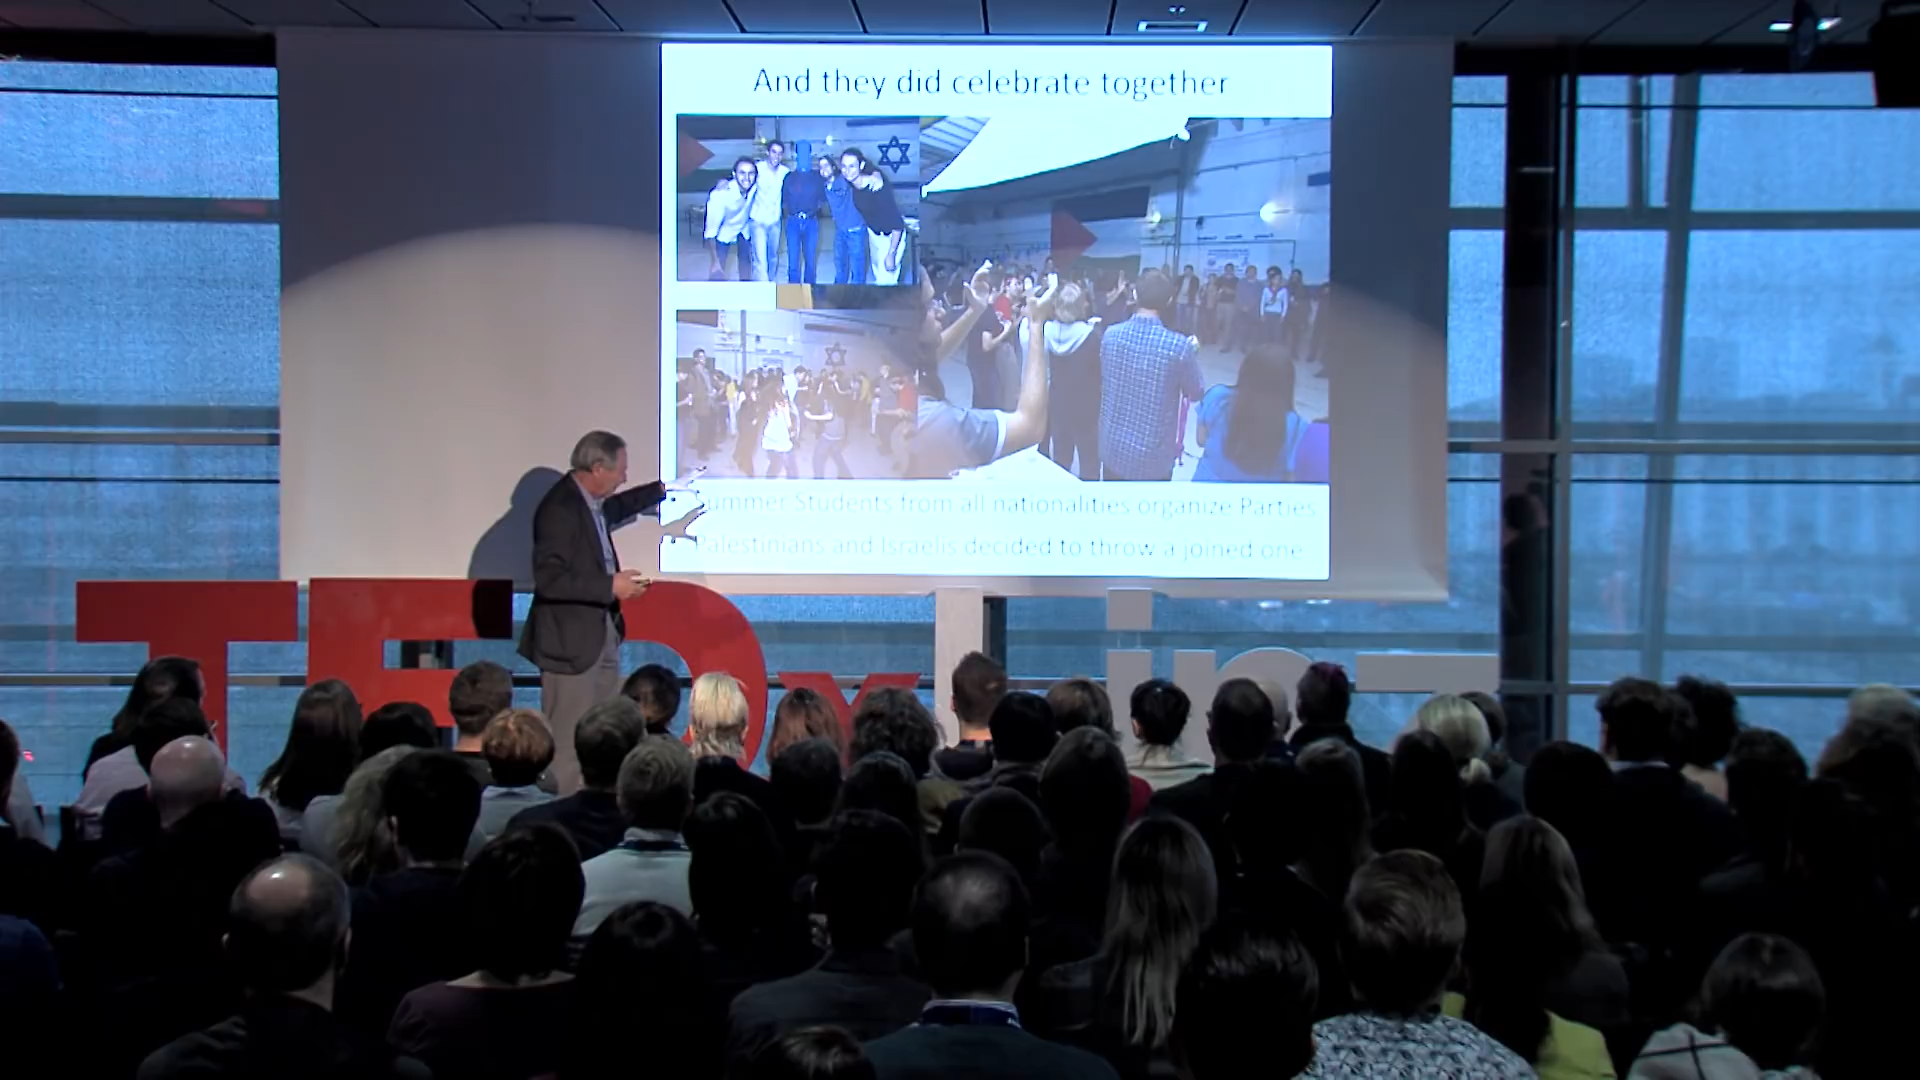 And they did celebrate together
Summer Students from all nationalities organize Parties
Palestinians and Israelis decided to throw a joined one
TEDx